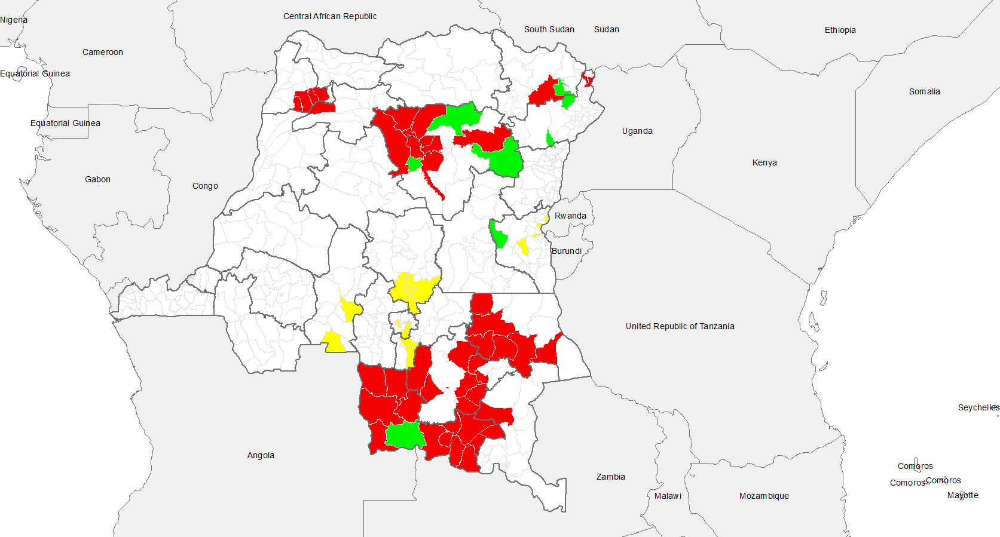 Central African Republic
Nigeria
South Sudan
Sudan
Ethiopia
Cameroon
Equatorial Guinea
Somalia
Equatorial Guinea
Uganda
Kenya
Gabon
Congo
Rwanda
Burundi
United Republic of Tanzania
Seychelles
Angola
Comoros
Zambia
Comoros
Comoros
Malawi
Mozambique
Mayotte